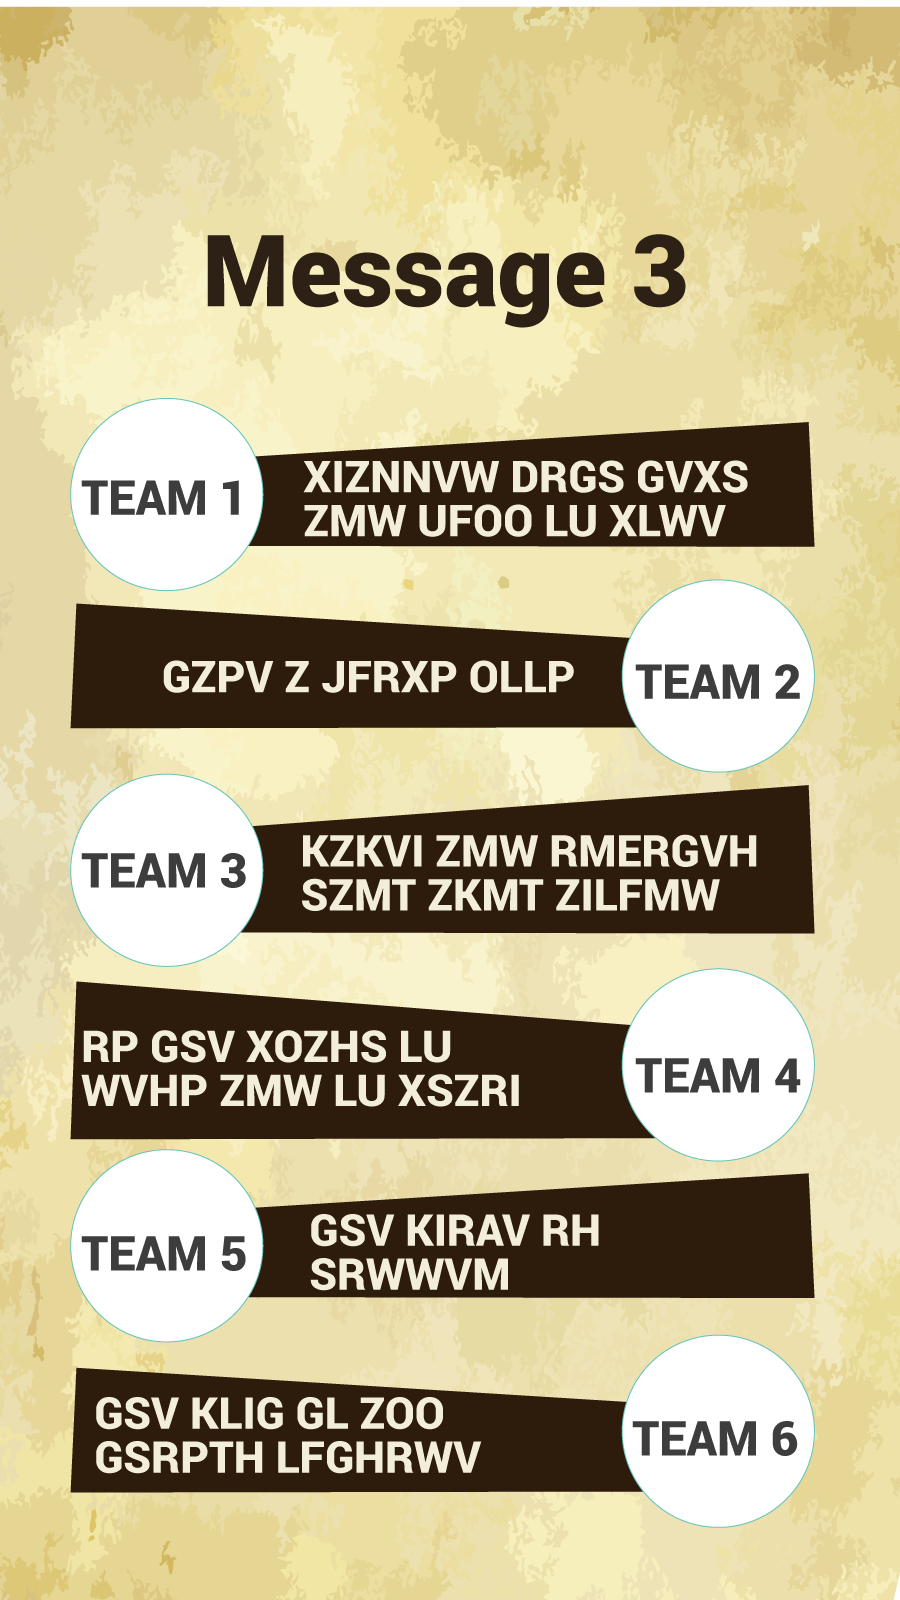 Message 3
TEAM 1
XIZNNVW DRGS GVXS
ZMW UFOO LU XLWV
GZPV Z JFRXP OLLP
TEAM 2
TEAM 3
KZKVI ZMW RMERGVH
SZMT ZKMT ZILFMW
RP GSV XOZHS LU
WVHP ZMW LU XSZRI
TEAM 4
TEAM 5
GSV KIRAV RH
SRWWVM
GSV KLIG GL ZOO
GSRPTH LFGHRWV
TEAM 6